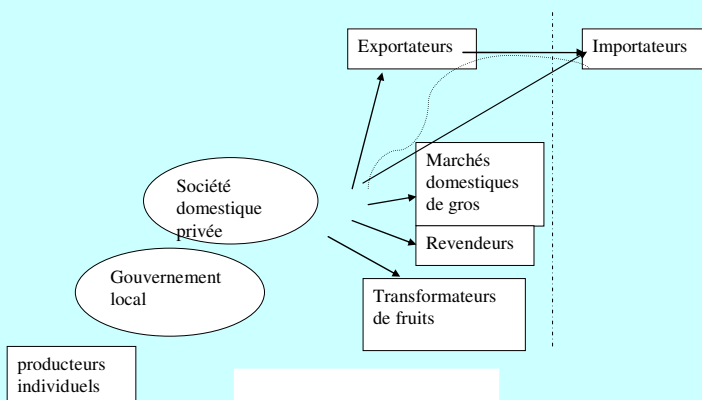 Exportateurs
Importateurs
Marchés
domestiques
de gros
Société
domestique
privée
Revendeurs
Gouvernement
local
Transformateurs
de fruits
producteurs
individuels